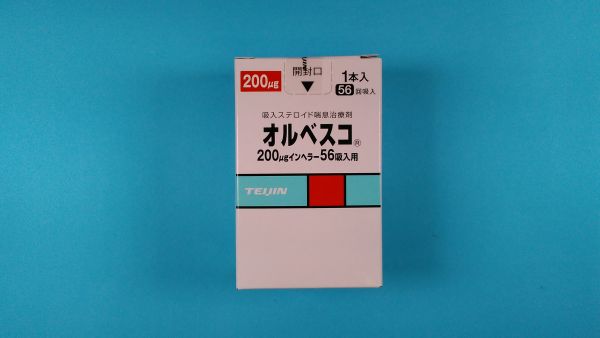 200μg
開封口
1本入
56回吸入
吸入ステロイド喘息治療剤
オルベスコ®
200μgインヘラー56吸入用
TEIJIN